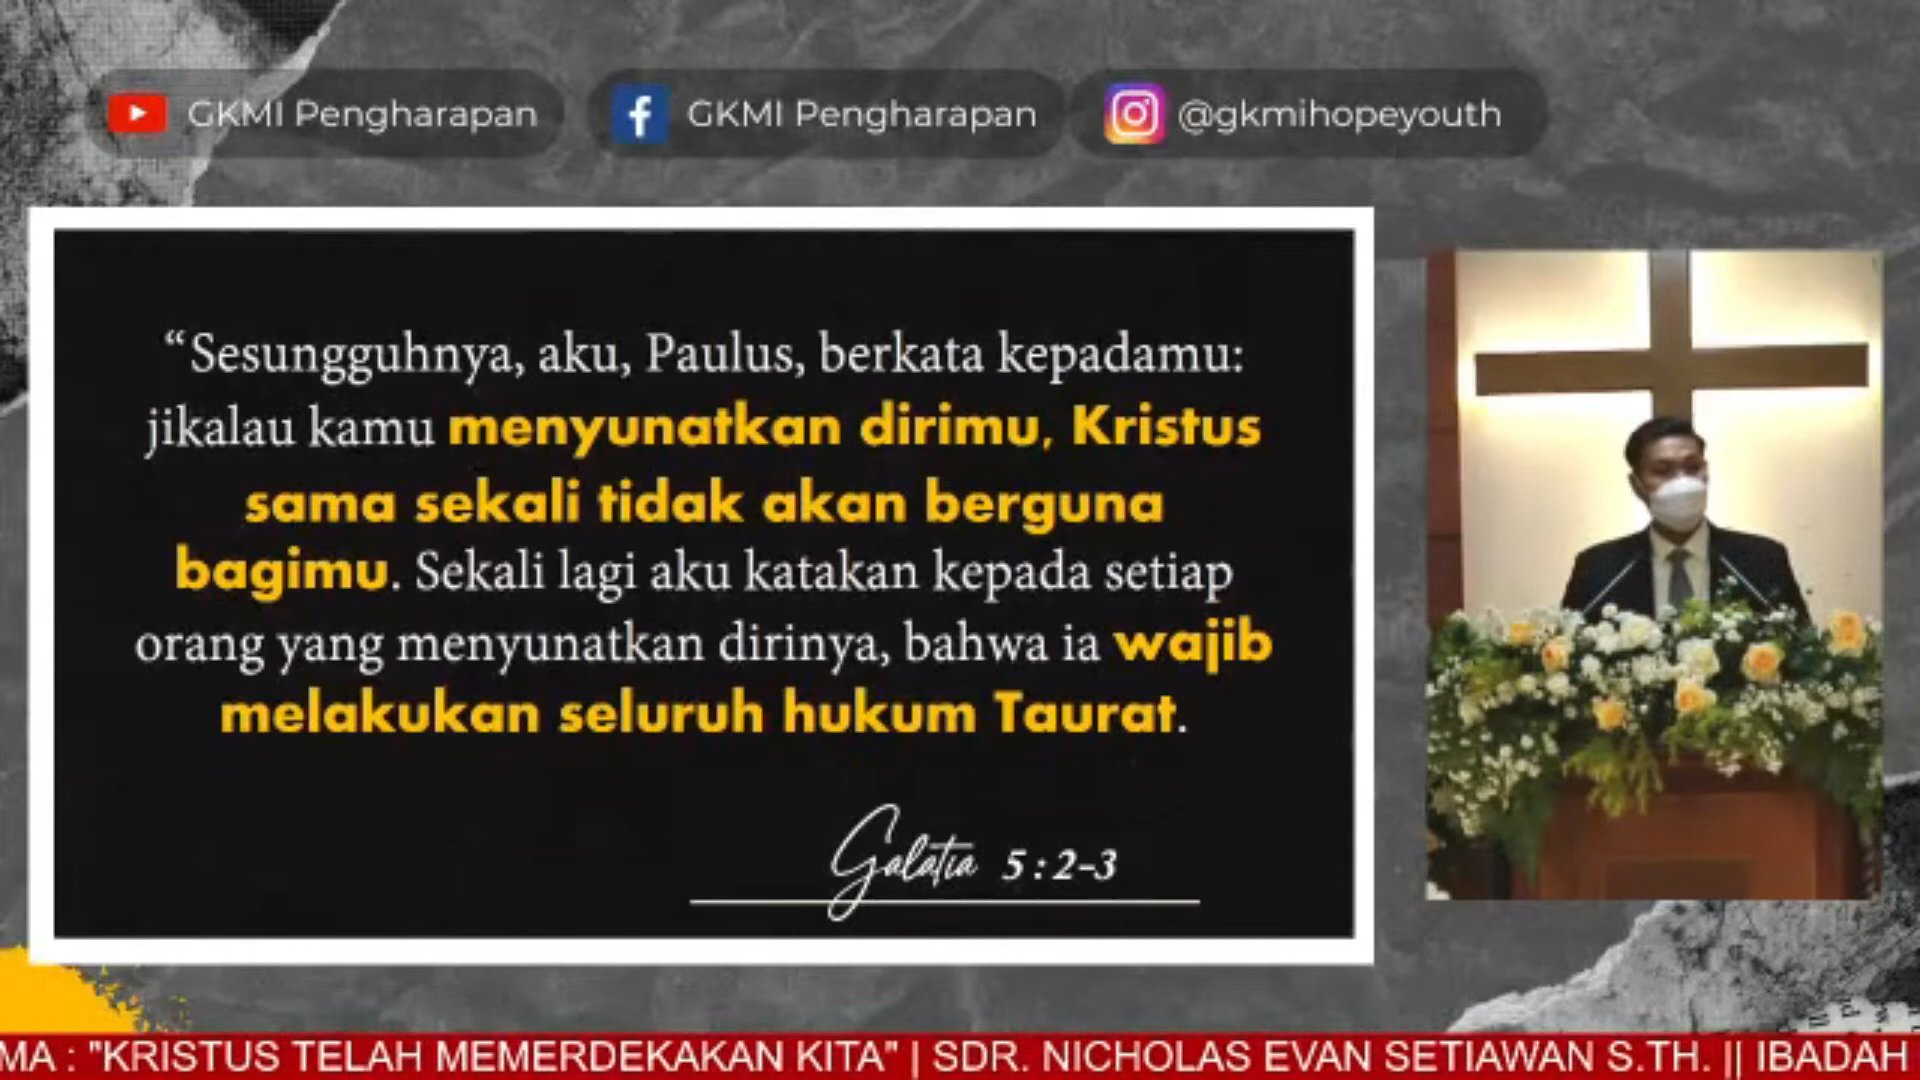 GKMI Pengharapan
GKMI Pengharapan
@gkmihopeyouth
“Sesungguhnya, aku, Paulus, berkata kepadamu:
jikalau kamu menyunatkan dirimu, Kristus
sama sekali tidak akan berguna
bagimu. Sekali lagi aku katakan kepada setiap
orang yang menyunatkan dirinya, bahwa ia wajib
melakukan seluruh hukum Taurat.
Galatia 5:2-3
MA : "KRISTUS TELAH MEMERDEKAKAN KITA" | SDR. NICHOLAS EVAN SETIAWAN S.TH. || IBADAH